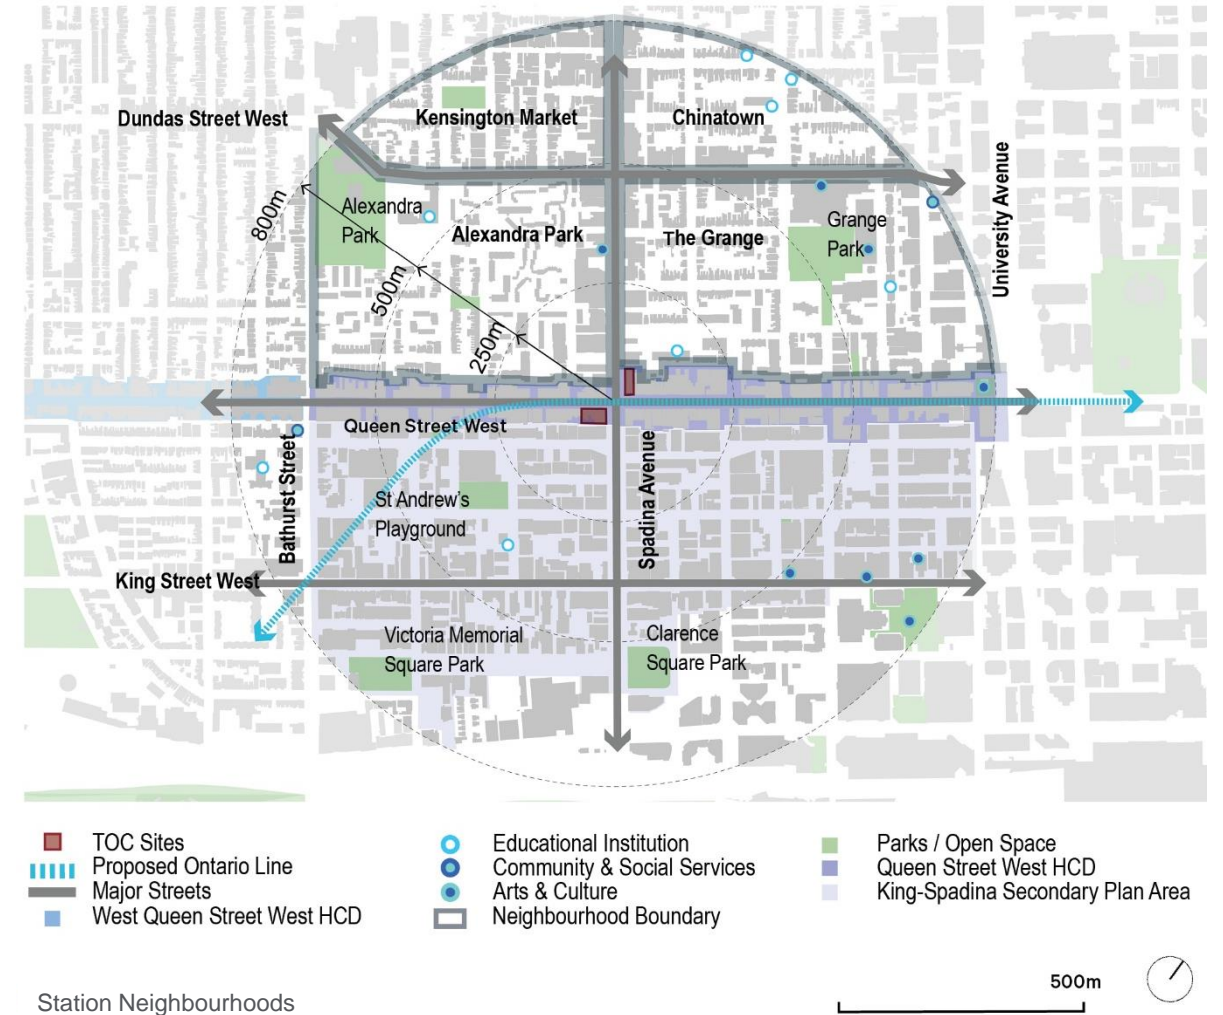 Kensington Market
Chinatown
Dundas Street West
University Avenue
800m
Alexandra
Park
Alexandra Park
The Grange
Grange
Park
500m
250m
Queen Street West
Bathurst Street
Spadina Avenue
St Andrew's
Playground
King Street West
Victoria Memorial
Square Park
Clarence
Square Park
TOC Sites
Proposed Ontario Line
Major Streets
West Queen Street West HCD
Educational Institution
Community & Social Services
Arts & Culture
Neighbourhood Boundary
Parks / Open Space
Queen Street West HCD
King-Spadina Secondary Plan Area
500m
Station Neighbourhoods